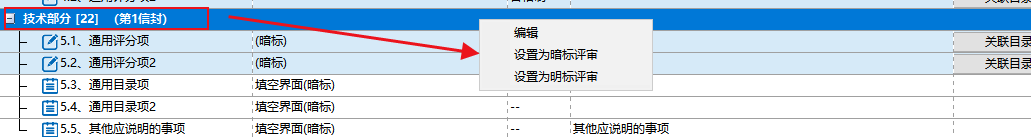 技术部分 [22] (第1信封)
编辑
设置为暗标评审
设置为明标评审
5.1、通用评分项 (暗标) 关联目录
5.2、通用评分项2 (暗标) 关联目录
5.3、通用目录项 填空界面(暗标) --
5.4、通用目录项2 填空界面(暗标) --
5.5、其他应说明的事项 填空界面(暗标) -- 其他应说明的事项